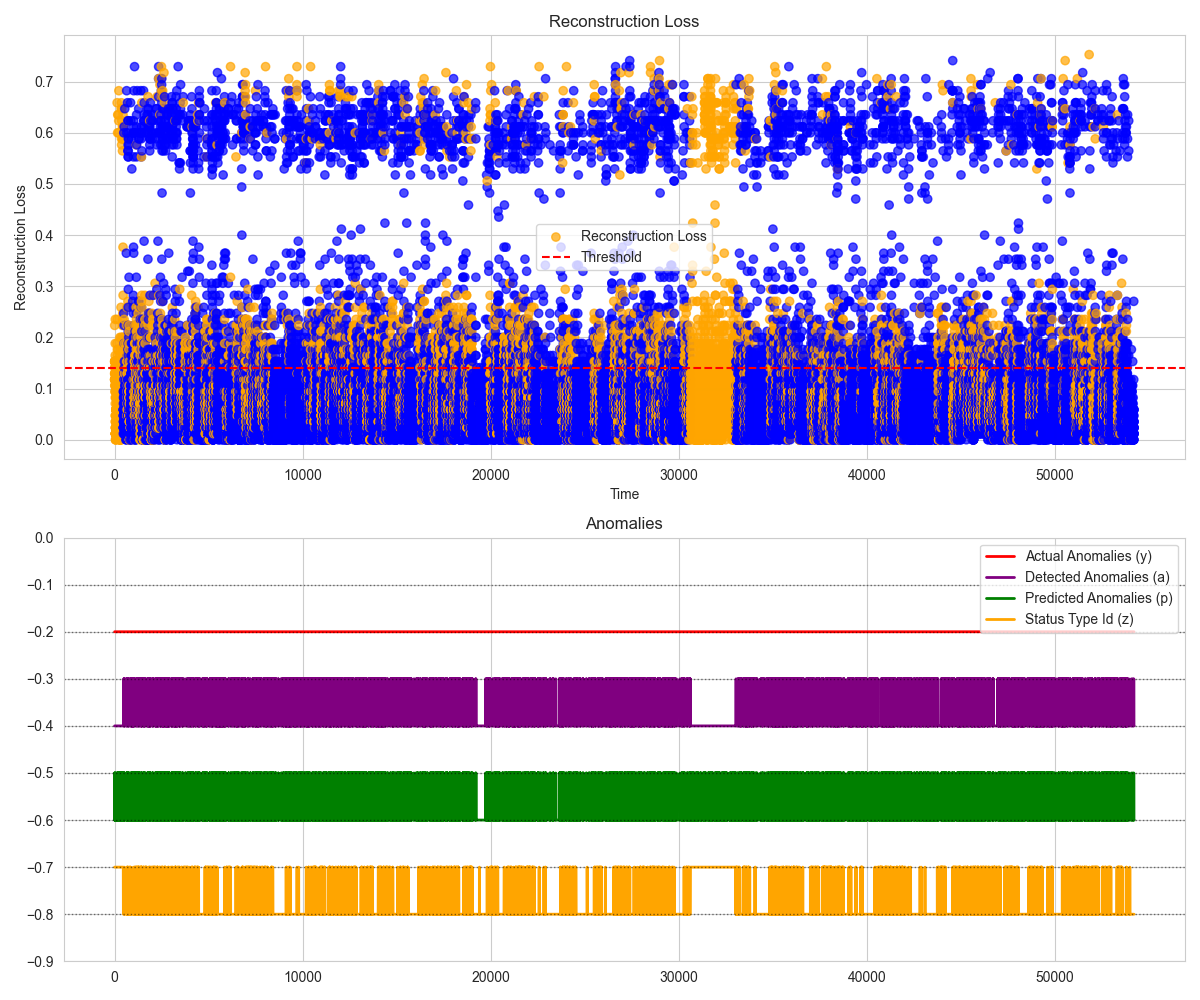 Reconstruction Loss
Reconstruction Loss
0.7
0.6
0.5
0.4
0.3
0.2
0.1
0.0
Reconstruction Loss
Threshold
0 10000 20000 30000 40000 50000
Time
Anomalies
0.0
−0.1
−0.2
−0.3
−0.4
−0.5
−0.6
−0.7
−0.8
−0.9
Actual Anomalies (y)
Detected Anomalies (a)
Predicted Anomalies (p)
Status Type Id (z)
0 10000 20000 30000 40000 50000